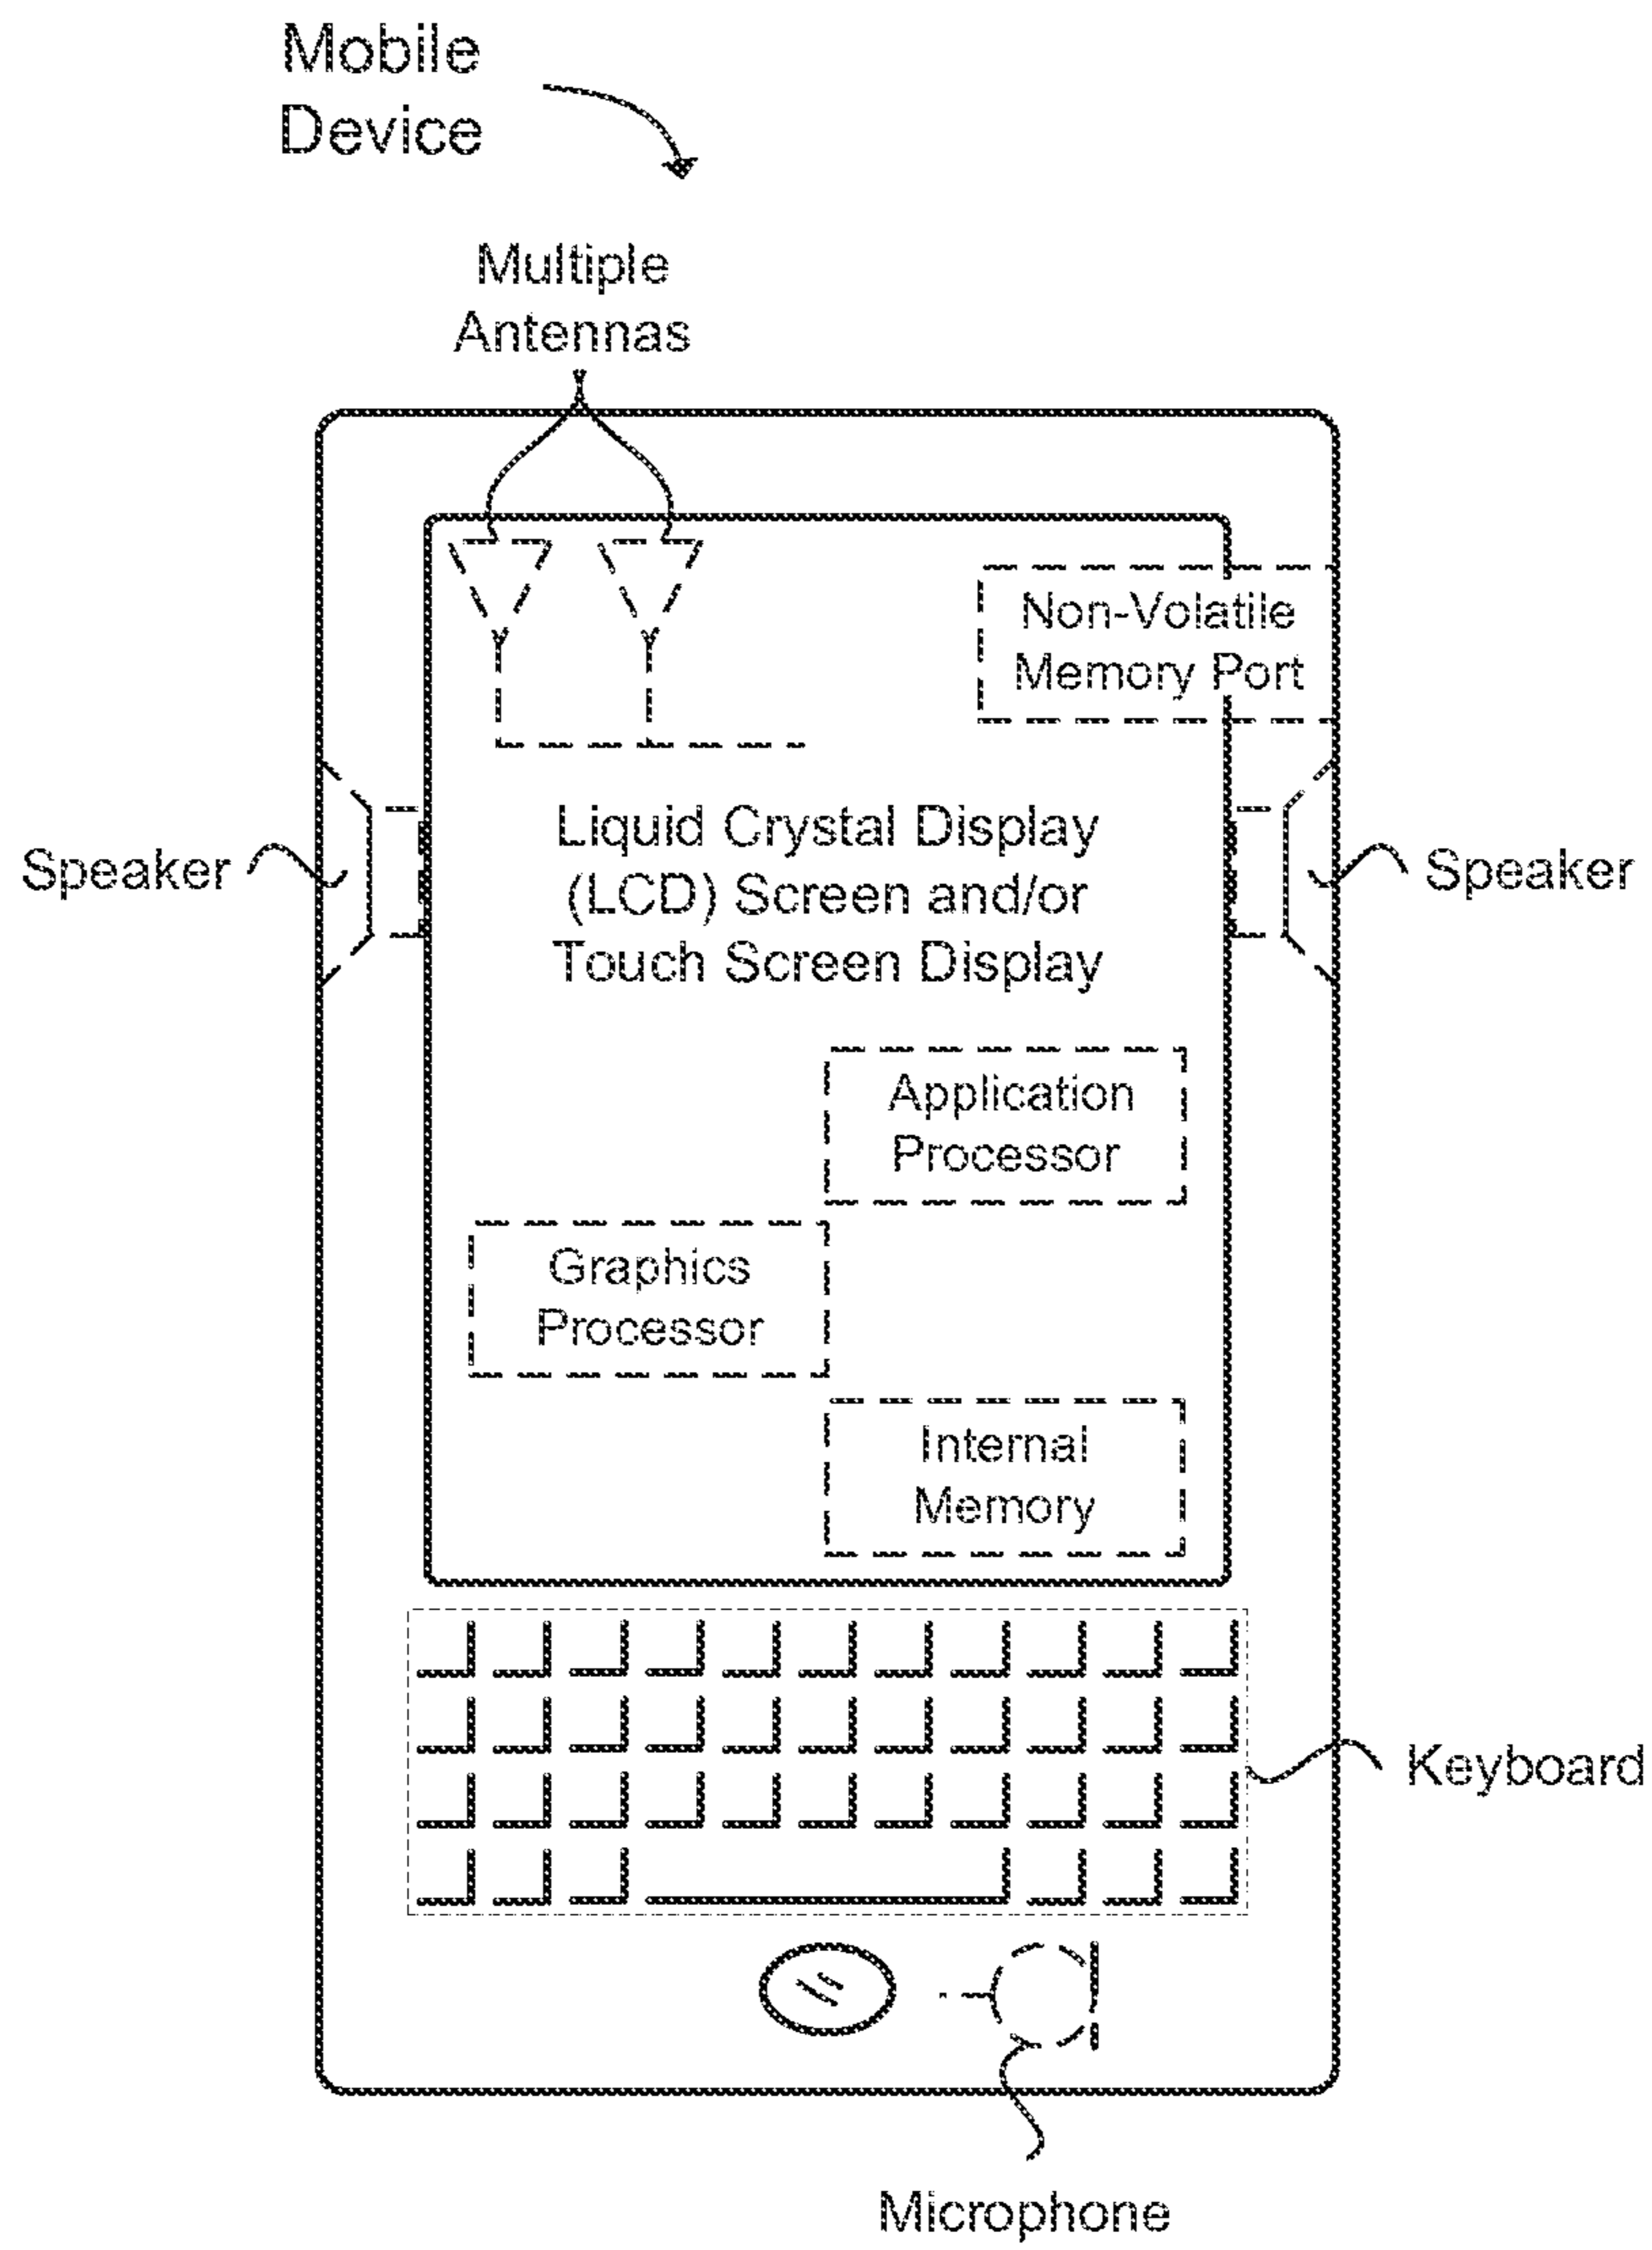 Mobile
Device
Multiple
Antennas
Non-Volatile
Memory Port
Speaker
Liquid Crystal Display
(LCD) Screen and/or
Touch Screen Display
Speaker
Application
Processor
Graphics
Processor
Internal
Memory
Keyboard
Microphone